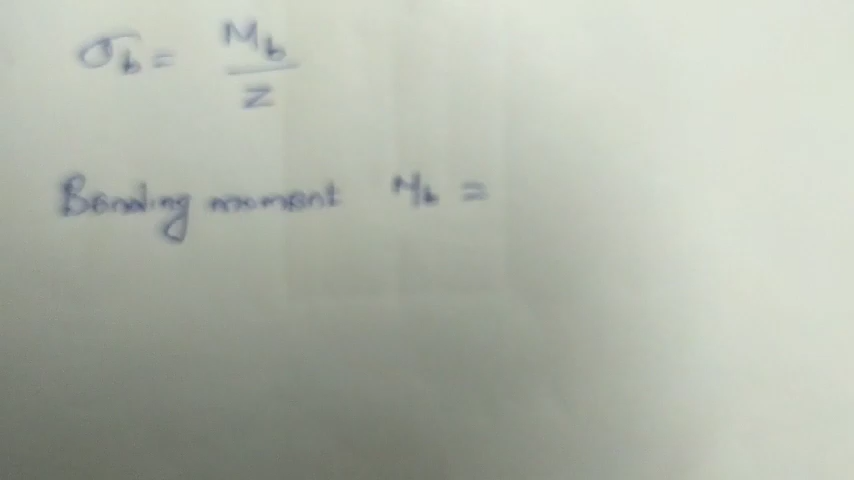 σb = Mb / Z
Bending moment Mb =